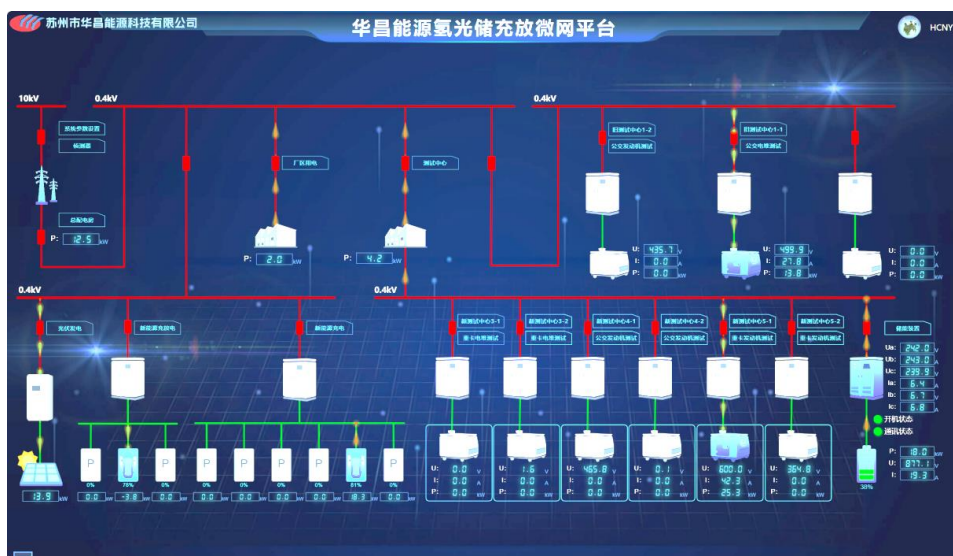 苏州市华昌能源科技有限公司
华昌能源氢光储充放微网平台
HCNY
10kV
0.4kV
0.4kV
系统参数设置
侦测器
旧测试中心1-2
公交发动机测试
旧测试中心1-1
公交电堆测试
厂区用电
测试中心
总配电房
P: 12.5 kW
P: 2.0 kW
P: 4.2 kW
U: 435.7 V
I: 0.0 A
P: 0.0 kW
U: 499.9 V
I: 27.8 A
P: 13.8 kW
U: 0.0 V
I: 0.0 A
P: 0.0 kW
0.4kV
0.4kV
光伏发电
新能源充放电
新能源充电
新测试中心3-1
重卡电堆测试
新测试中心3-2
重卡电堆测试
新测试中心4-1
公交发动机测试
新测试中心4-2
公交发动机测试
新测试中心5-1
重卡发动机测试
新测试中心5-2
重卡发动机测试
储能装置
Ua: 242.0 V
Ub: 243.0 V
Uc: 239.9 V
Ia: 6.4 A
Ib: 6.7 A
Ic: 6.8 A
开机状态
通讯状态
P P P P P P P P
0% 76% 0% 0% 0% 0% 0% 81% 0%
13.9 kW
0.0 kW -3.8 kW 0.0 kW 0.0 kW 0.0 kW 0.0 kW 0.0 kW 18.3 kW 0.0 kW
U: 0.0 V
I: 0.0 A
P: 0.0 kW
U: 1.6 V
I: 0.0 A
P: 0.0 kW
U: 465.8 V
I: 0.0 A
P: 0.0 kW
U: 0.1 V
I: 0.0 A
P: 0.0 kW
U: 600.0 V
I: 42.3 A
P: 25.3 kW
U: 364.8 V
I: 0.0 A
P: 0.0 kW
38%
P: 18.0 kW
U: 877.1 V
I: 19.3 A